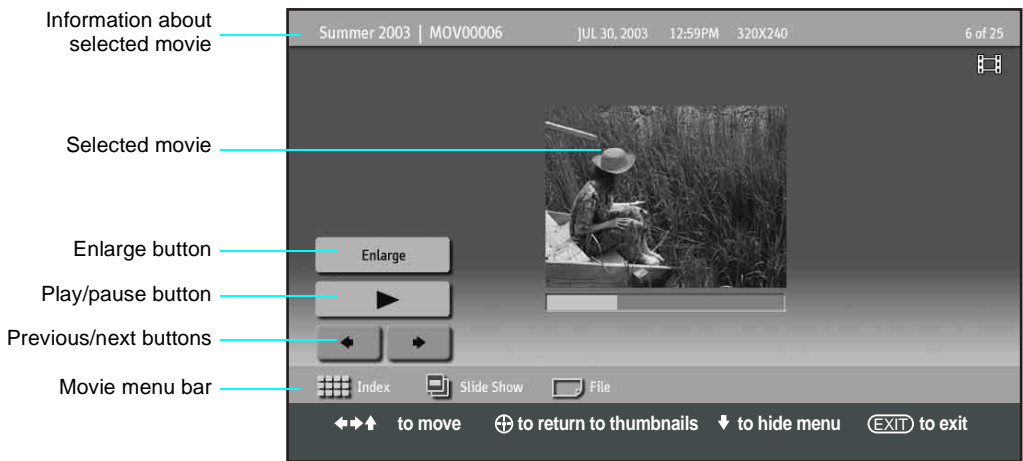 Information about
selected movie
Summer 2003 | MOV00006 JUL 30, 2003 12:59PM 320X240 6 of 25
Selected movie
Enlarge button
Enlarge
Play/pause button
Previous/next buttons
Movie menu bar
Index Slide Show File
to move to return to thumbnails to hide menu EXIT to exit